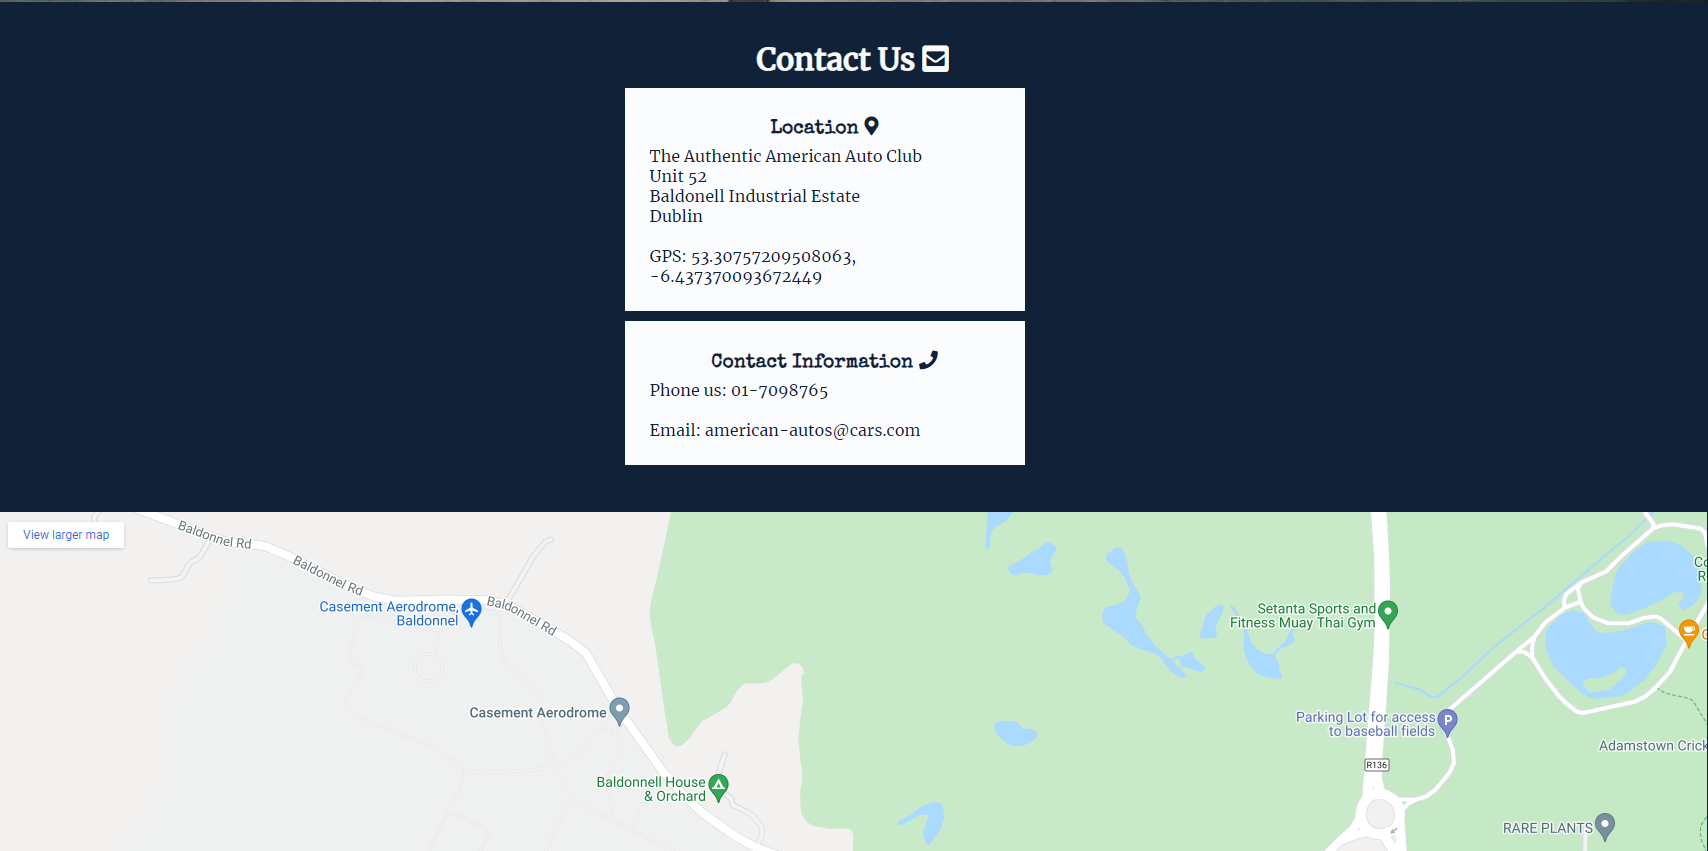 Contact Us
Location
The Authentic American Auto Club
Unit 52
Baldonell Industrial Estate
Dublin
GPS: 53.30757209508063,
-6.437370093672449
Contact Information
Phone us: 01-7098765
Email: american-autos@cars.com
View larger map
Baldonnel Rd
Baldonnel Rd
Baldonnel Rd
Casement Aerodrome,
Baldonnel
Setanta Sports and
Fitness Muay Thai Gym
Casement Aerodrome
Parking Lot for access
to baseball fields
P
Adamstown Crick
R136
Baldonnell House
& Orchard
RARE PLANTS